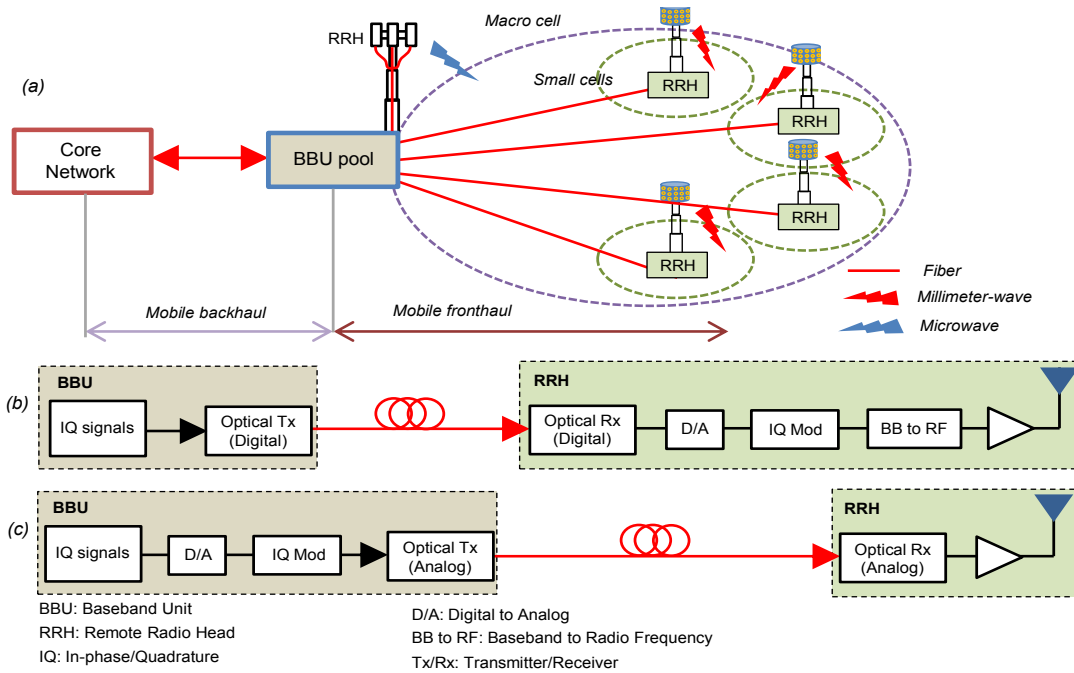 (a)
RRH
Macro cell
Small cells
RRH
RRH
RRH
RRH
Core
Network
BBU pool
Fiber
Millimeter-wave
Microwave
Mobile backhaul
Mobile fronthaul
(b)
BBU
IQ signals
Optical Tx
(Digital)
RRH
Optical Rx
(Digital)
D/A
IQ Mod
BB to RF
(c)
BBU
IQ signals
D/A
IQ Mod
Optical Tx
(Analog)
RRH
Optical Rx
(Analog)
BBU: Baseband Unit
RRH: Remote Radio Head
IQ: In-phase/Quadrature
D/A: Digital to Analog
BB to RF: Baseband to Radio Frequency
Tx/Rx: Transmitter/Receiver